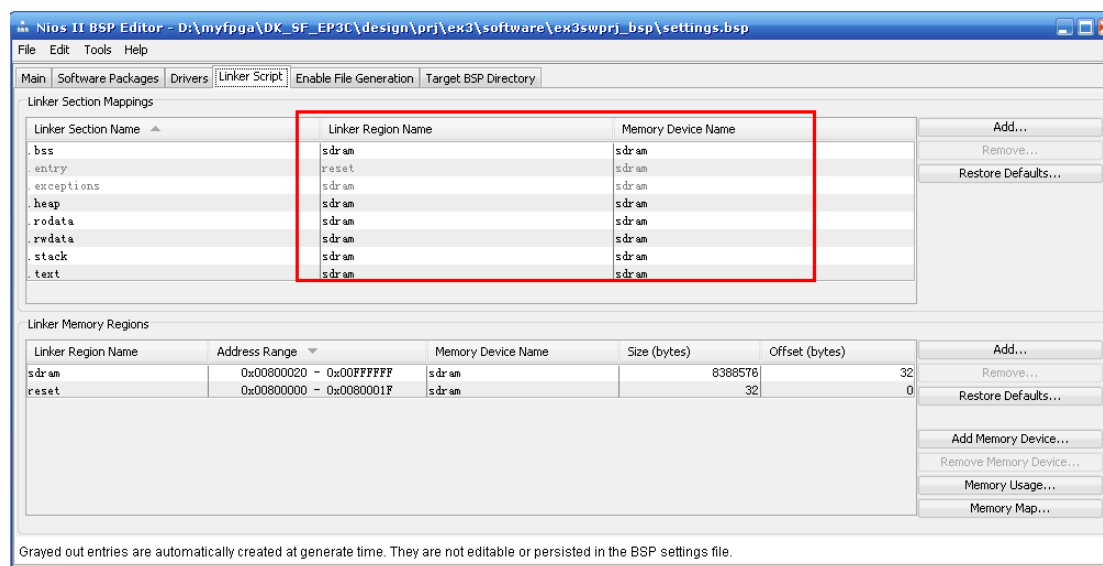 Nios II BSP Editor - D:\myfpga\DK_SF_EP3C\design\prj\ex3\software\ex3swprj_bsp\settings.bsp
File Edit Tools Help
Main Software Packages Drivers Linker Script Enable File Generation Target BSP Directory
Linker Section Mappings
Linker Section Name Linker Region Name Memory Device Name Add...
.bss sdram sdram Remove...
.entry reset sdram Restore Defaults...
.exceptions sdram sdram
.heap sdram sdram
.rodata sdram sdram
.rwdata sdram sdram
.stack sdram sdram
.text sdram sdram
Linker Memory Regions
Linker Region Name Address Range Memory Device Name Size (bytes) Offset (bytes) Add...
sdram 0x00800020 - 0x00FFFFFF sdram 8388576 32 Remove...
reset 0x00800000 - 0x0080001F sdram 32 0 Restore Defaults...
Add Memory Device...
Remove Memory Device...
Memory Usage...
Memory Map...
Grayed out entries are automatically created at generate time. They are not editable or persisted in the BSP settings file.